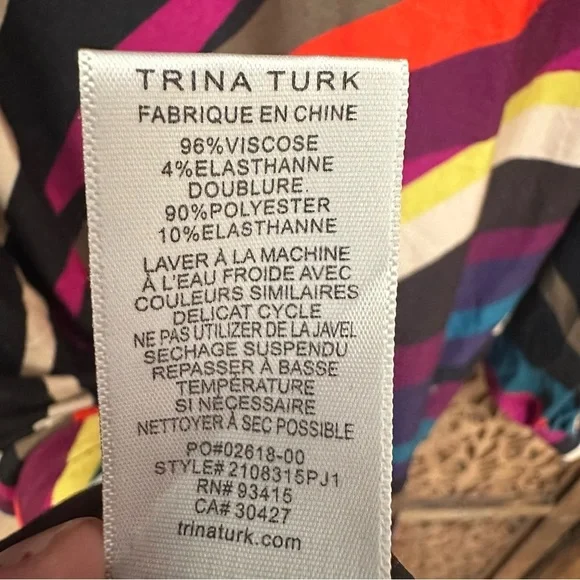 TRINA TURK
FABRIQUE EN CHINE
96%VISCOSE
4%ELASTHANNE
DOUBLURE.
90%POLYESTER
10%ELASTHANNE
LAVER À LA MACHINE
À L'EAU FROIDE AVEC
COULEURS SIMILAIRES
DELICAT CYCLE
NE PAS UTILIZER DE LA JAVEL
SECHAGE SUSPENDU
REPASSER À BASSE
TEMPÉRATURE
SI NÉCESSAIRE
NETTOYER À SEC POSSIBLE
PO#02618-00
STYLE# 2108315PJ1
RN# 93415
CA# 30427
trinaturk.com